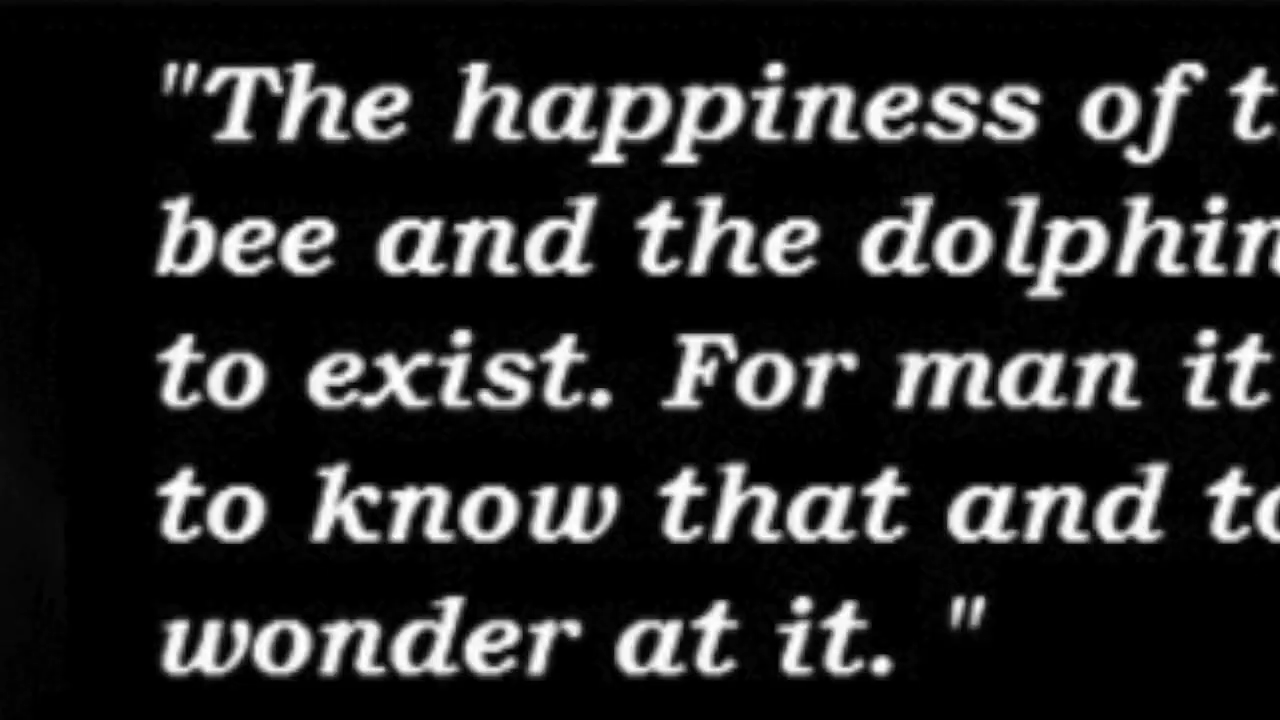 "The happiness of t
bee and the dolphin
to exist. For man it
to know that and to
wonder at it. "